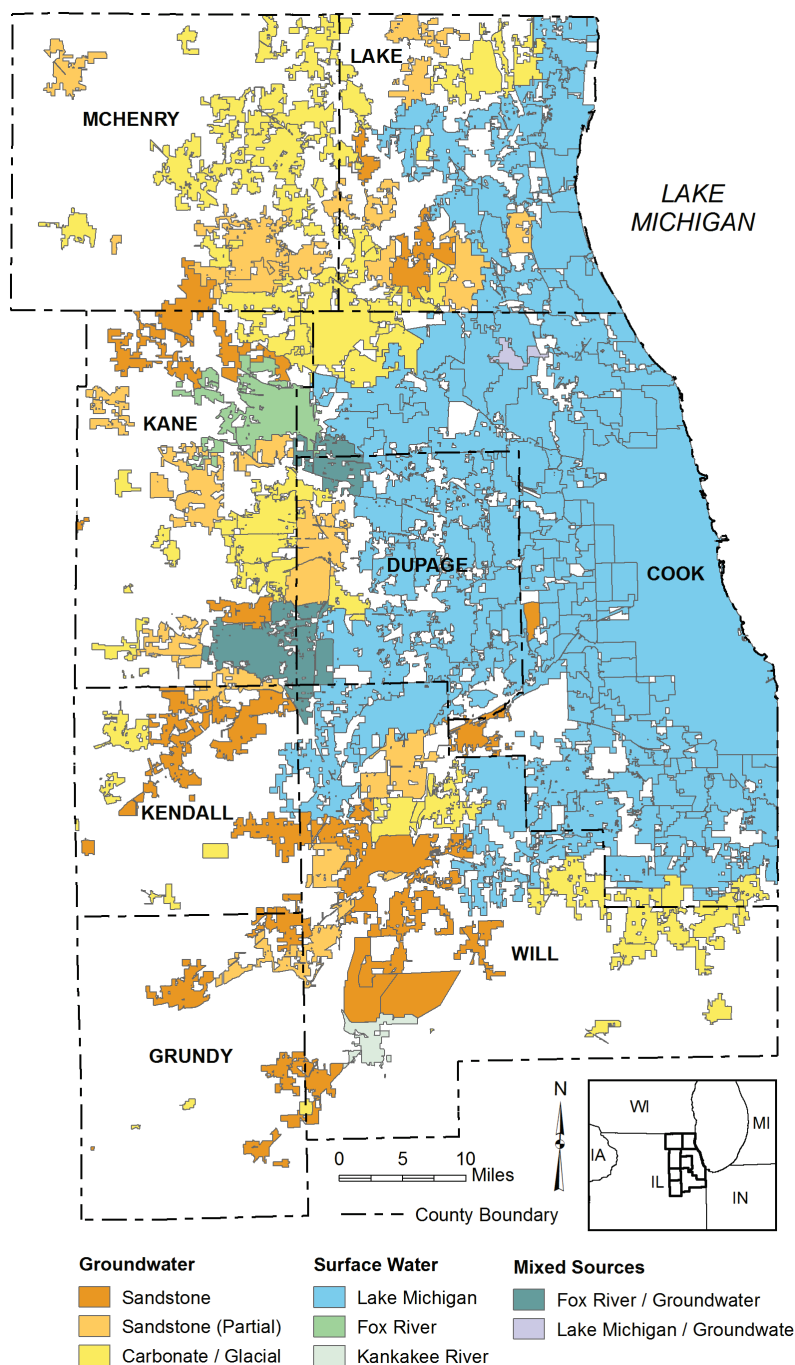 LAKE
MCHENRY
LAKE
MICHIGAN
KANE
DUPAGE
COOK
KENDALL
WILL
GRUNDY
N
WI
MI
IA
IL
IN
0 5 10
Miles
County Boundary
Groundwater
Sandstone
Sandstone (Partial)
Carbonate / Glacial
Surface Water
Lake Michigan
Fox River
Kankakee River
Mixed Sources
Fox River / Groundwater
Lake Michigan / Groundwate